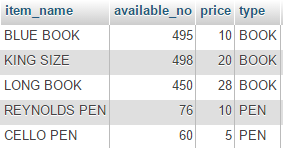 item_name available_no price type
BLUE BOOK 495 10 BOOK
KING SIZE 498 20 BOOK
LONG BOOK 450 28 BOOK
REYNOLDS PEN 76 10 PEN
CELLO PEN 60 5 PEN